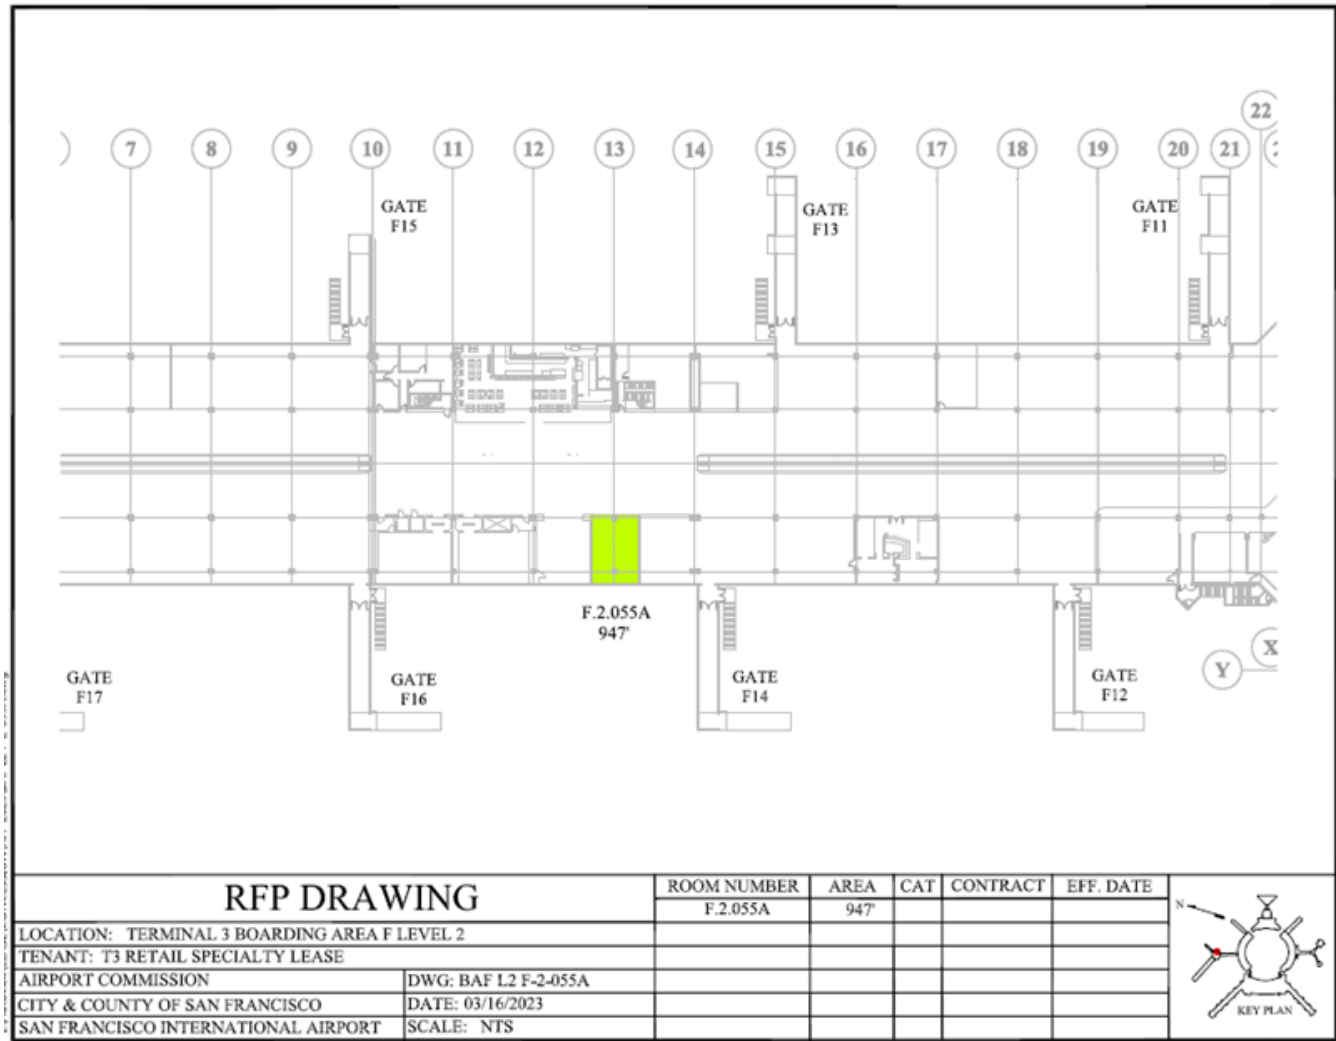 22
7 8 9 10 11 12 13 14 15 16 17 18 19 20 21
GATE
F15
GATE
F13
GATE
F11
F.2.055A
947'
GATE
F17
GATE
F16
GATE
F14
GATE
F12
X
Y
RFP DRAWING
LOCATION: TERMINAL 3 BOARDING AREA F LEVEL 2
TENANT: T3 RETAIL SPECIALTY LEASE
AIRPORT COMMISSION
DWG: BAF L2 F-2-055A
CITY & COUNTY OF SAN FRANCISCO
DATE: 03/16/2023
SAN FRANCISCO INTERNATIONAL AIRPORT
SCALE: NTS
ROOM NUMBER AREA CAT CONTRACT EFF. DATE
F.2.055A 947'
N
KEY PLAN